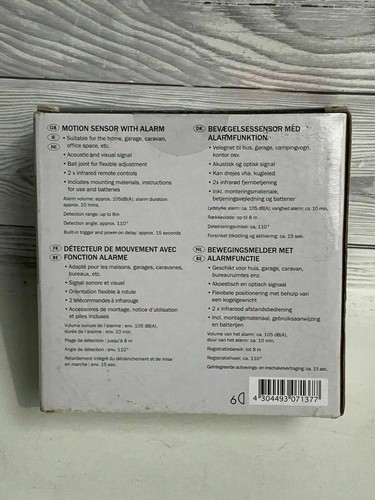 GB MOTION SENSOR WITH ALARM
IE • Suitable for the home, garage, caravan,
NI office space, etc.
• Acoustic and visual signal
• Ball joint for flexible adjustment
• 2 x infrared remote controls
• Includes mounting materials, instructions
for use and batteries
Alarm volume: approx. 105dB(A); alarm duration:
approx. 10 mins.
Detection range: up to 8m
Detection angle: approx. 110°
Built-in trigger and power-on delay: approx. 15 seconds
DK BEVÆGELSESSENSOR MED
ALARMFUNKTION
• Velegnet til hus, garage, campingvogn,
kontor osv.
• Akustisk og optisk signal
• Kan drejes vha. kugleled
• 2x infrarød fjernbetjening
• Inkl. monteringsmateriale,
betjeningsvejledning og batterier
Lydstyrke alarm: ca. 105 dB(A); varighed alarm: ca. 10 min.
Rækkevidde: op til 8 m
Detekteringsvinkel: ca. 110°
Forsinket tilkobling og aktivering: ca. 15 sek.
FR DÉTECTEUR DE MOUVEMENT AVEC
BE FONCTION ALARME
• Adapté pour les maisons, garages, caravanes,
bureaux, etc.
• Signal sonore et visuel
• Orientation flexible à rotule
• 2 télécommandes à infrarouge
• Accessoires de montage, notice d'utilisation
et piles incluses
Volume sonore de l'alarme : env. 105 dB(A),
durée de l'alarme : env. 10 min.
Plage de détection : jusqu'à 8 m
Angle de détection : env. 110°
Retardement intégré du déclenchement et de mise
en marche : env. 15 sec.
NL BEWEGINGSMELDER MET
BE ALARMFUNCTIE
• Geschikt voor huis, garage, caravan,
bureauruimtes enz.
• Akoestisch en optisch signaal
• Flexibele positionering met behulp van
een kogelgewricht
• 2 x infrarood afstandsbediening
• Incl. montagemateriaal, gebruiksaanwijzing
en batterijen
Volume van het alarm: ca. 105 dB(A),
duur van het alarm: ca. 10 min.
Registratiebereik: tot 8 m
Registratiehoek: ca. 110°
Geïntegreerde activerings- en inschakelvertraging: ca. 15 sec.
6
4 304493 071377